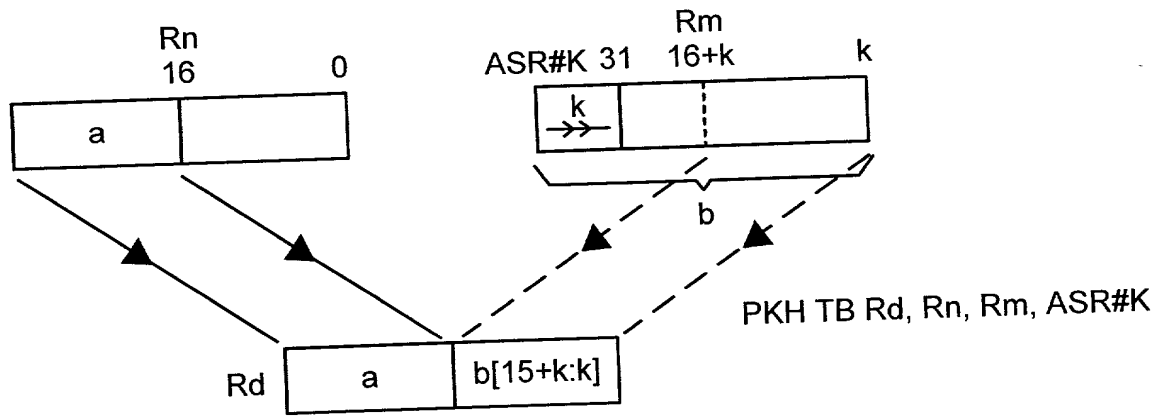 Rn
16 0
a
Rm
ASR#K 31 16+k k
k
b
PKH TB Rd, Rn, Rm, ASR#K
Rd a b[15+k:k]